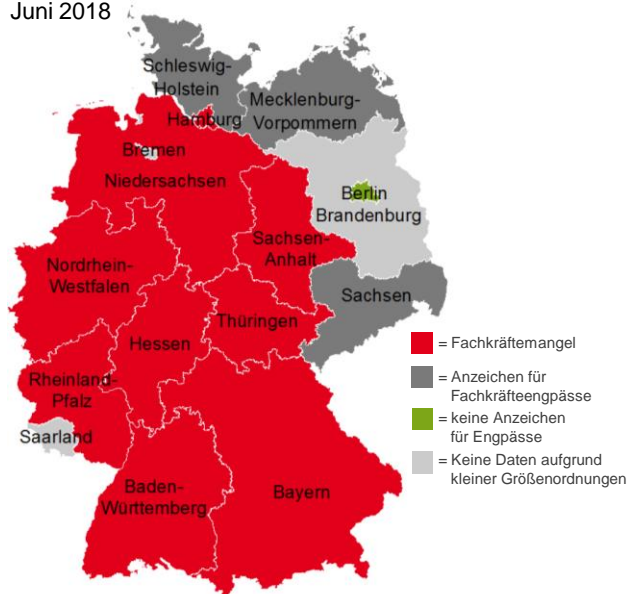 Juni 2018
Schleswig-
Holstein
Mecklenburg-
Vorpommern
Hamburg
Bremen
Niedersachsen
Berlin
Brandenburg
Sachsen-
Anhalt
Nordrhein-
Westfalen
Sachsen
Thüringen
Hessen
Rheinland-
Pfalz
Saarland
Baden-
Württemberg
Bayern
= Fachkräftemangel
= Anzeichen für
Fachkräfteengpässe
= keine Anzeichen
für Engpässe
= Keine Daten aufgrund
kleiner Größenordnungen